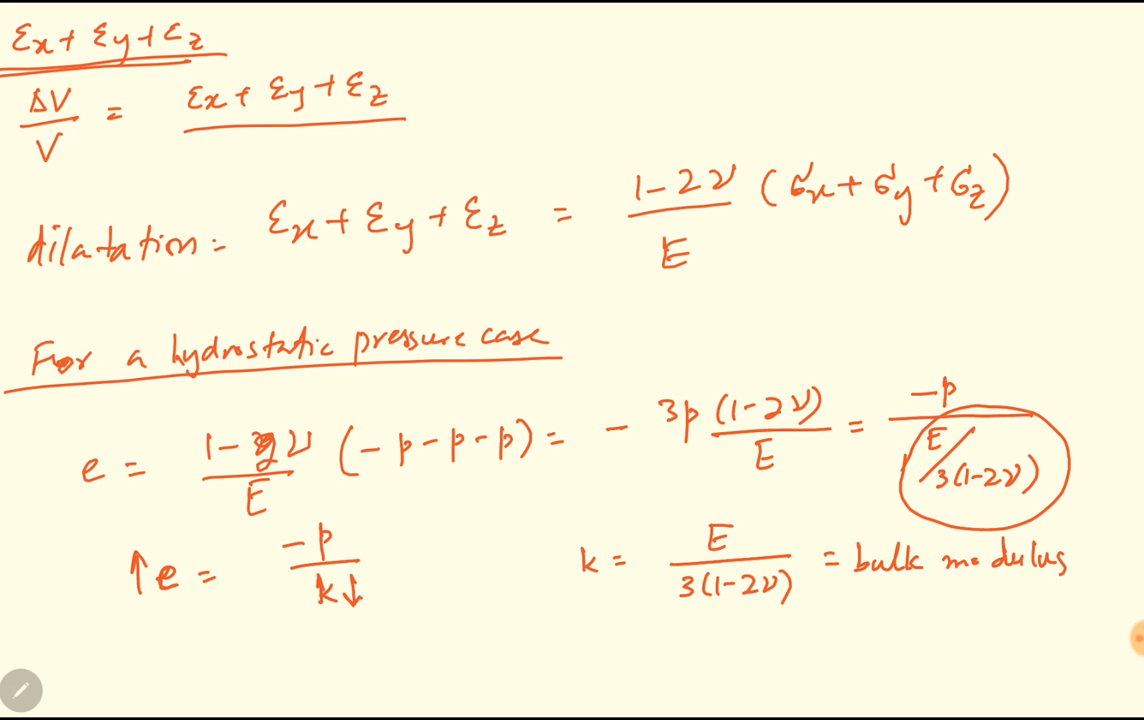 εx + εy + εz
ΔV/V = εx + εy + εz
dilatation = εx + εy + εz = (1-2ν)/E (σx + σy + σz)
For a hydrostatic pressure case
e = (1-2ν)/E (-p-p-p) = - 3p (1-2ν)/E = -p/(E/3(1-2ν))
↑e = -p/k↓ k = E/3(1-2ν) = bulk modulus